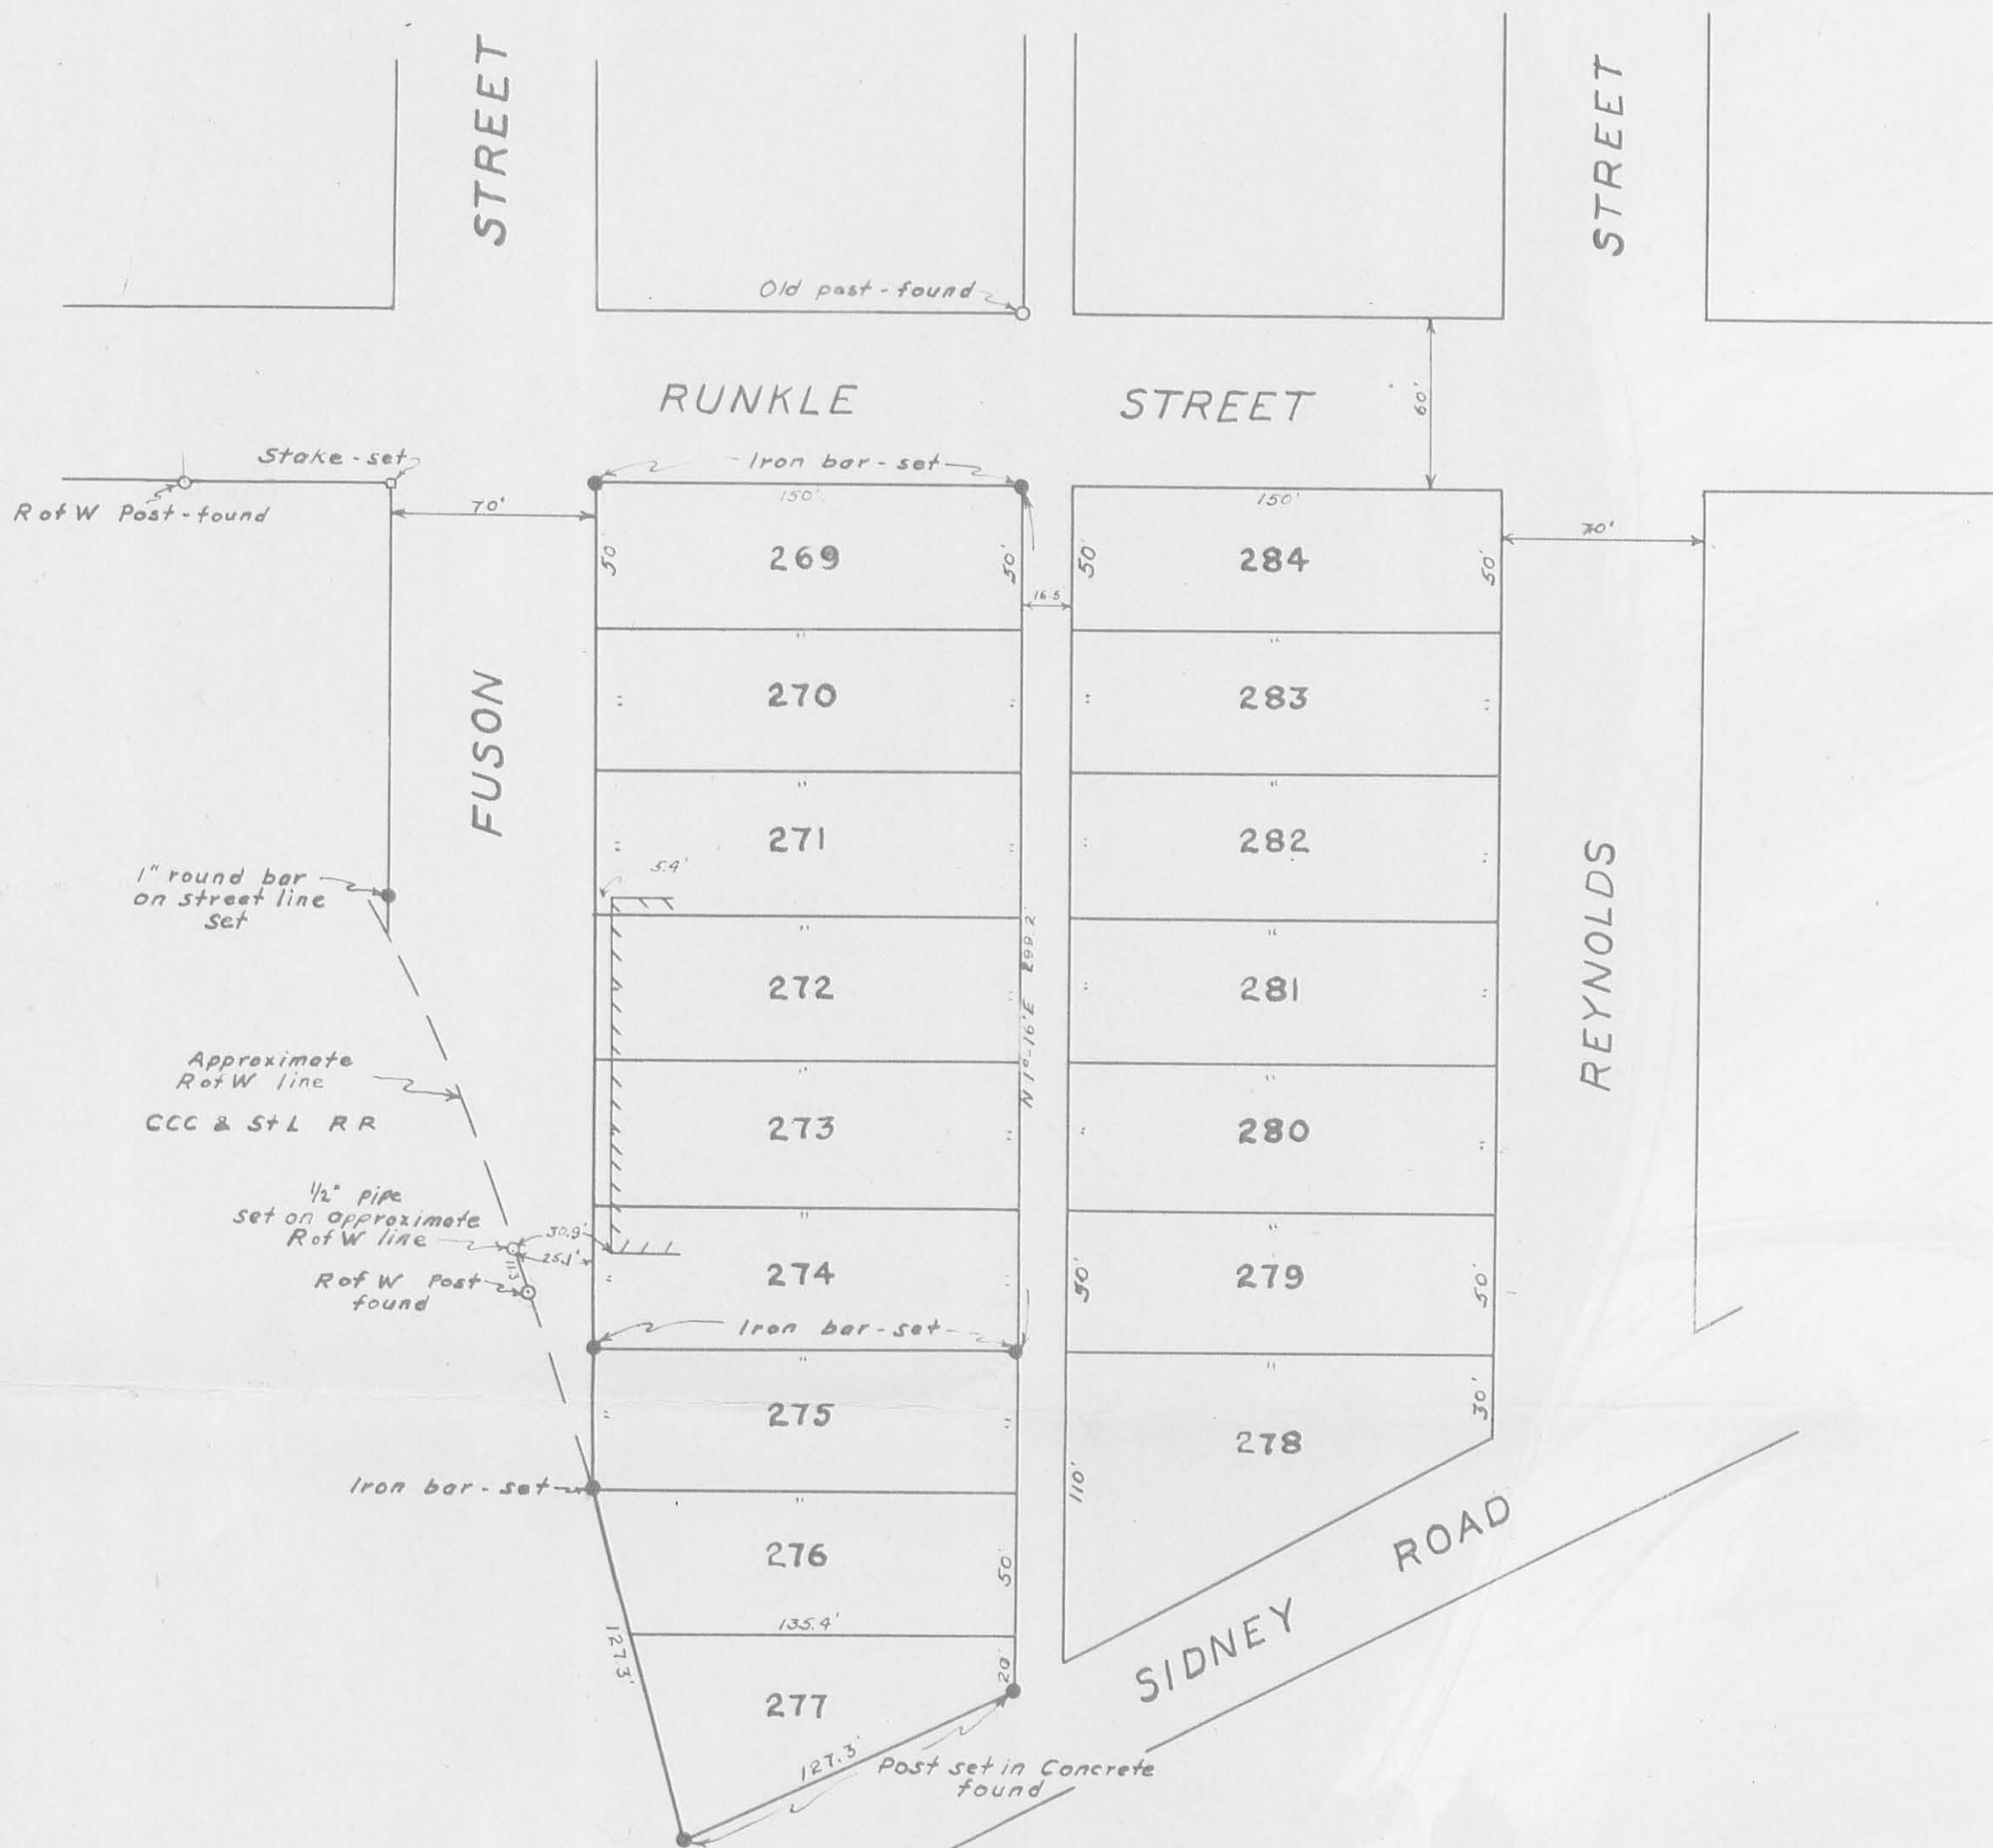 STREET
STREET
Old post - found
RUNKLE STREET
60'
Stake - set
Iron bar - set
R of W Post - found
70'
150'
150'
70'
50'
269
50'
50'
284
50'
16.5
"
"
FUSON
"
270
"
"
283
"
"
"
"
271
"
"
282
"
REYNOLDS
5.4'
1" round bar
on street line
set
"
"
272
"
"
281
"
N 1°-16' E 299.2'
Approximate
R of W line
CCC & St L RR
"
"
273
"
"
280
"
1/2" pipe
set on approximate
R of W line
30.9'
25.1'
11.3'
R of W Post
found
"
"
"
274
"
50'
279
50'
Iron bar - set
"
"
"
275
"
278
30'
110'
Iron bar - set
"
276
50'
135.4'
127.3'
277
20'
127.3'
Post set in Concrete
found
SIDNEY ROAD